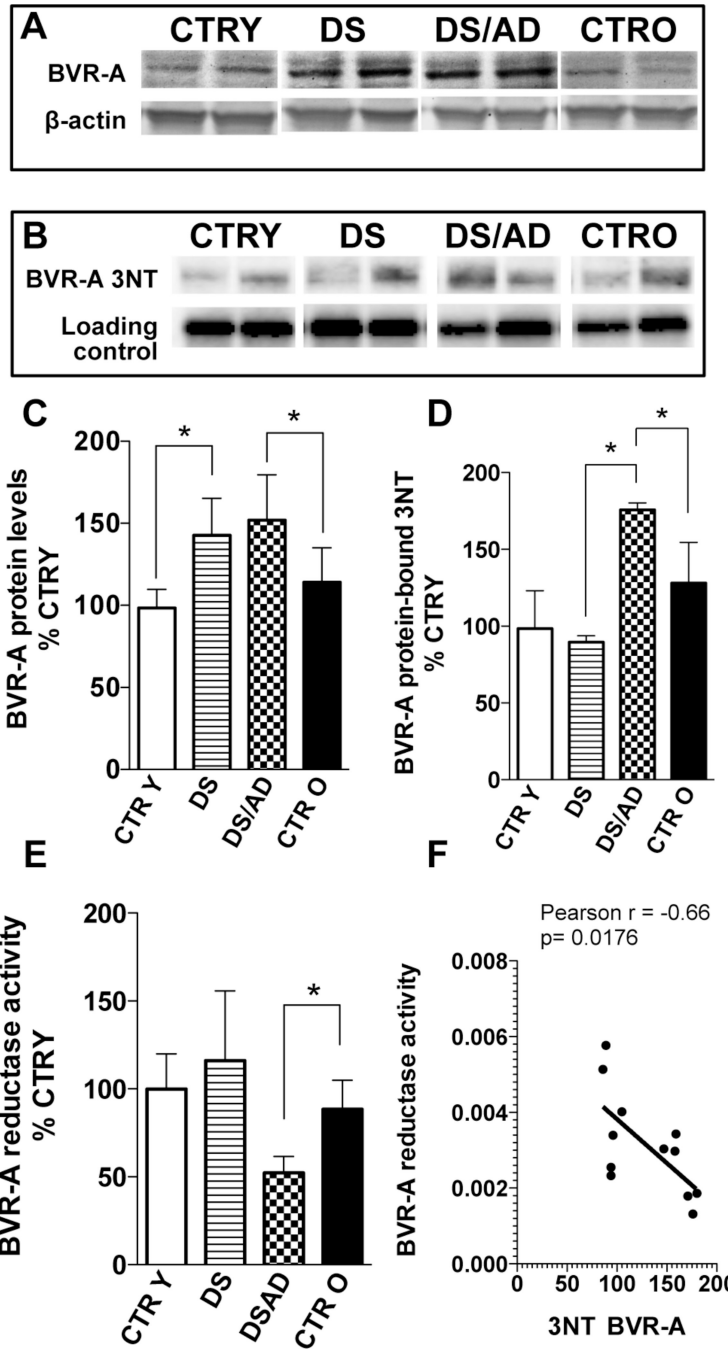 A
CTRY DS DS/AD CTRO
BVR-A
β-actin
B
CTRY DS DS/AD CTRO
BVR-A 3NT
Loading
control
C
BVR-A protein levels
% CTRY
200
150
100
50
0
*
*
CTR Y
DS
DS/AD
CTR O
D
BVR-A protein-bound 3NT
% CTRY
200
150
100
50
0
*
*
CTR Y
DS
DS/AD
CTR O
E
BVR-A reductase activity
% CTRY
200
150
100
50
0
*
CTR Y
DS
DSAD
CTR O
F
Pearson r = -0.66
p= 0.0176
BVR-A reductase activity
0.008
0.006
0.004
0.002
0.000
0 50 100 150 200
3NT BVR-A